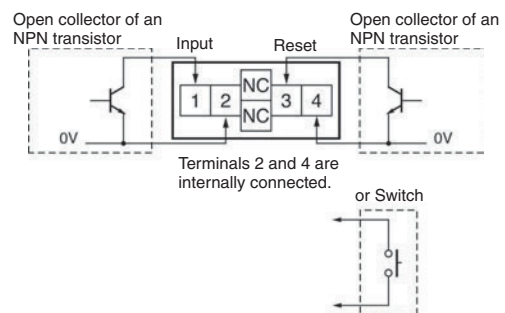 Open collector of an
NPN transistor
Input
Reset
Open collector of an
NPN transistor
NC
1 2 3 4
NC
0V
0V
Terminals 2 and 4 are
internally connected.
or Switch